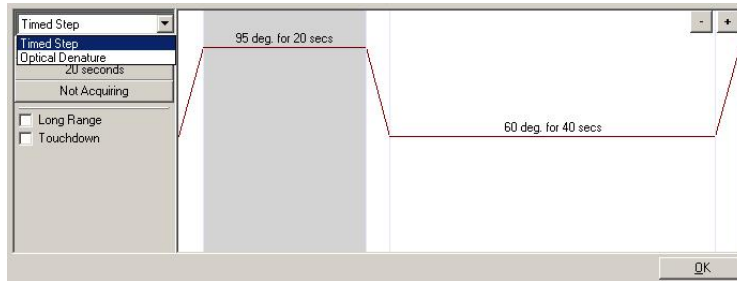 Timed Step
Timed Step
Optical Denature
20 seconds
Not Acquiring
Long Range
Touchdown
95 deg. for 20 secs
- +
60 deg. for 40 secs
OK